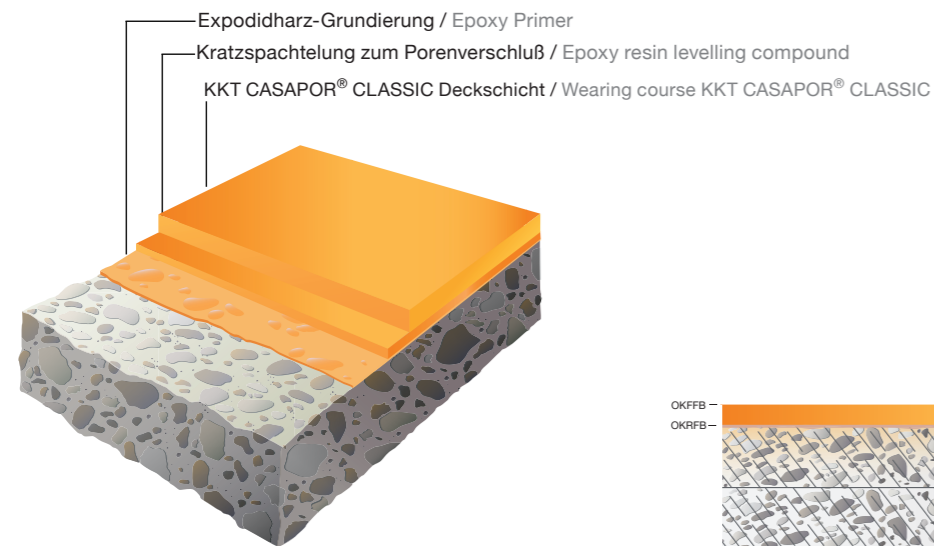 Expodidharz-Grundierung / Epoxy Primer
Kratzspachtelung zum Porenverschluß / Epoxy resin levelling compound
KKT CASAPOR® CLASSIC Deckschicht / Wearing course KKT CASAPOR® CLASSIC
OKFFB
OKRFB